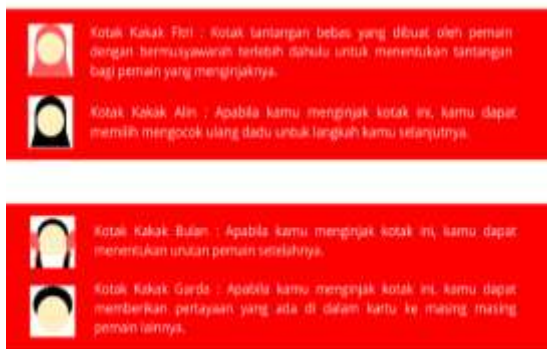 Kotak Kakak Fitri : Kotak tantangan bebas yang dibuat oleh pemain
dengan bermusyawarah terlebih dahulu untuk menentukan tantangan
bagi pemain yang menginjaknya.
Kotak Kakak Alin : Apabila kamu menginjak kotak ini, kamu dapat
memilih mengocok ulang dadu untuk langkah kamu selanjutnya.
Kotak Kakak Bulan : Apabila kamu menginjak kotak ini, kamu dapat
menentukan urutan pemain setelahnya.
Kotak Kakak Garda : Apabila kamu menginjak kotak ini, kamu dapat
memberikan pertayaan yang ada di dalam kartu ke masing masing
pemain lainnya.